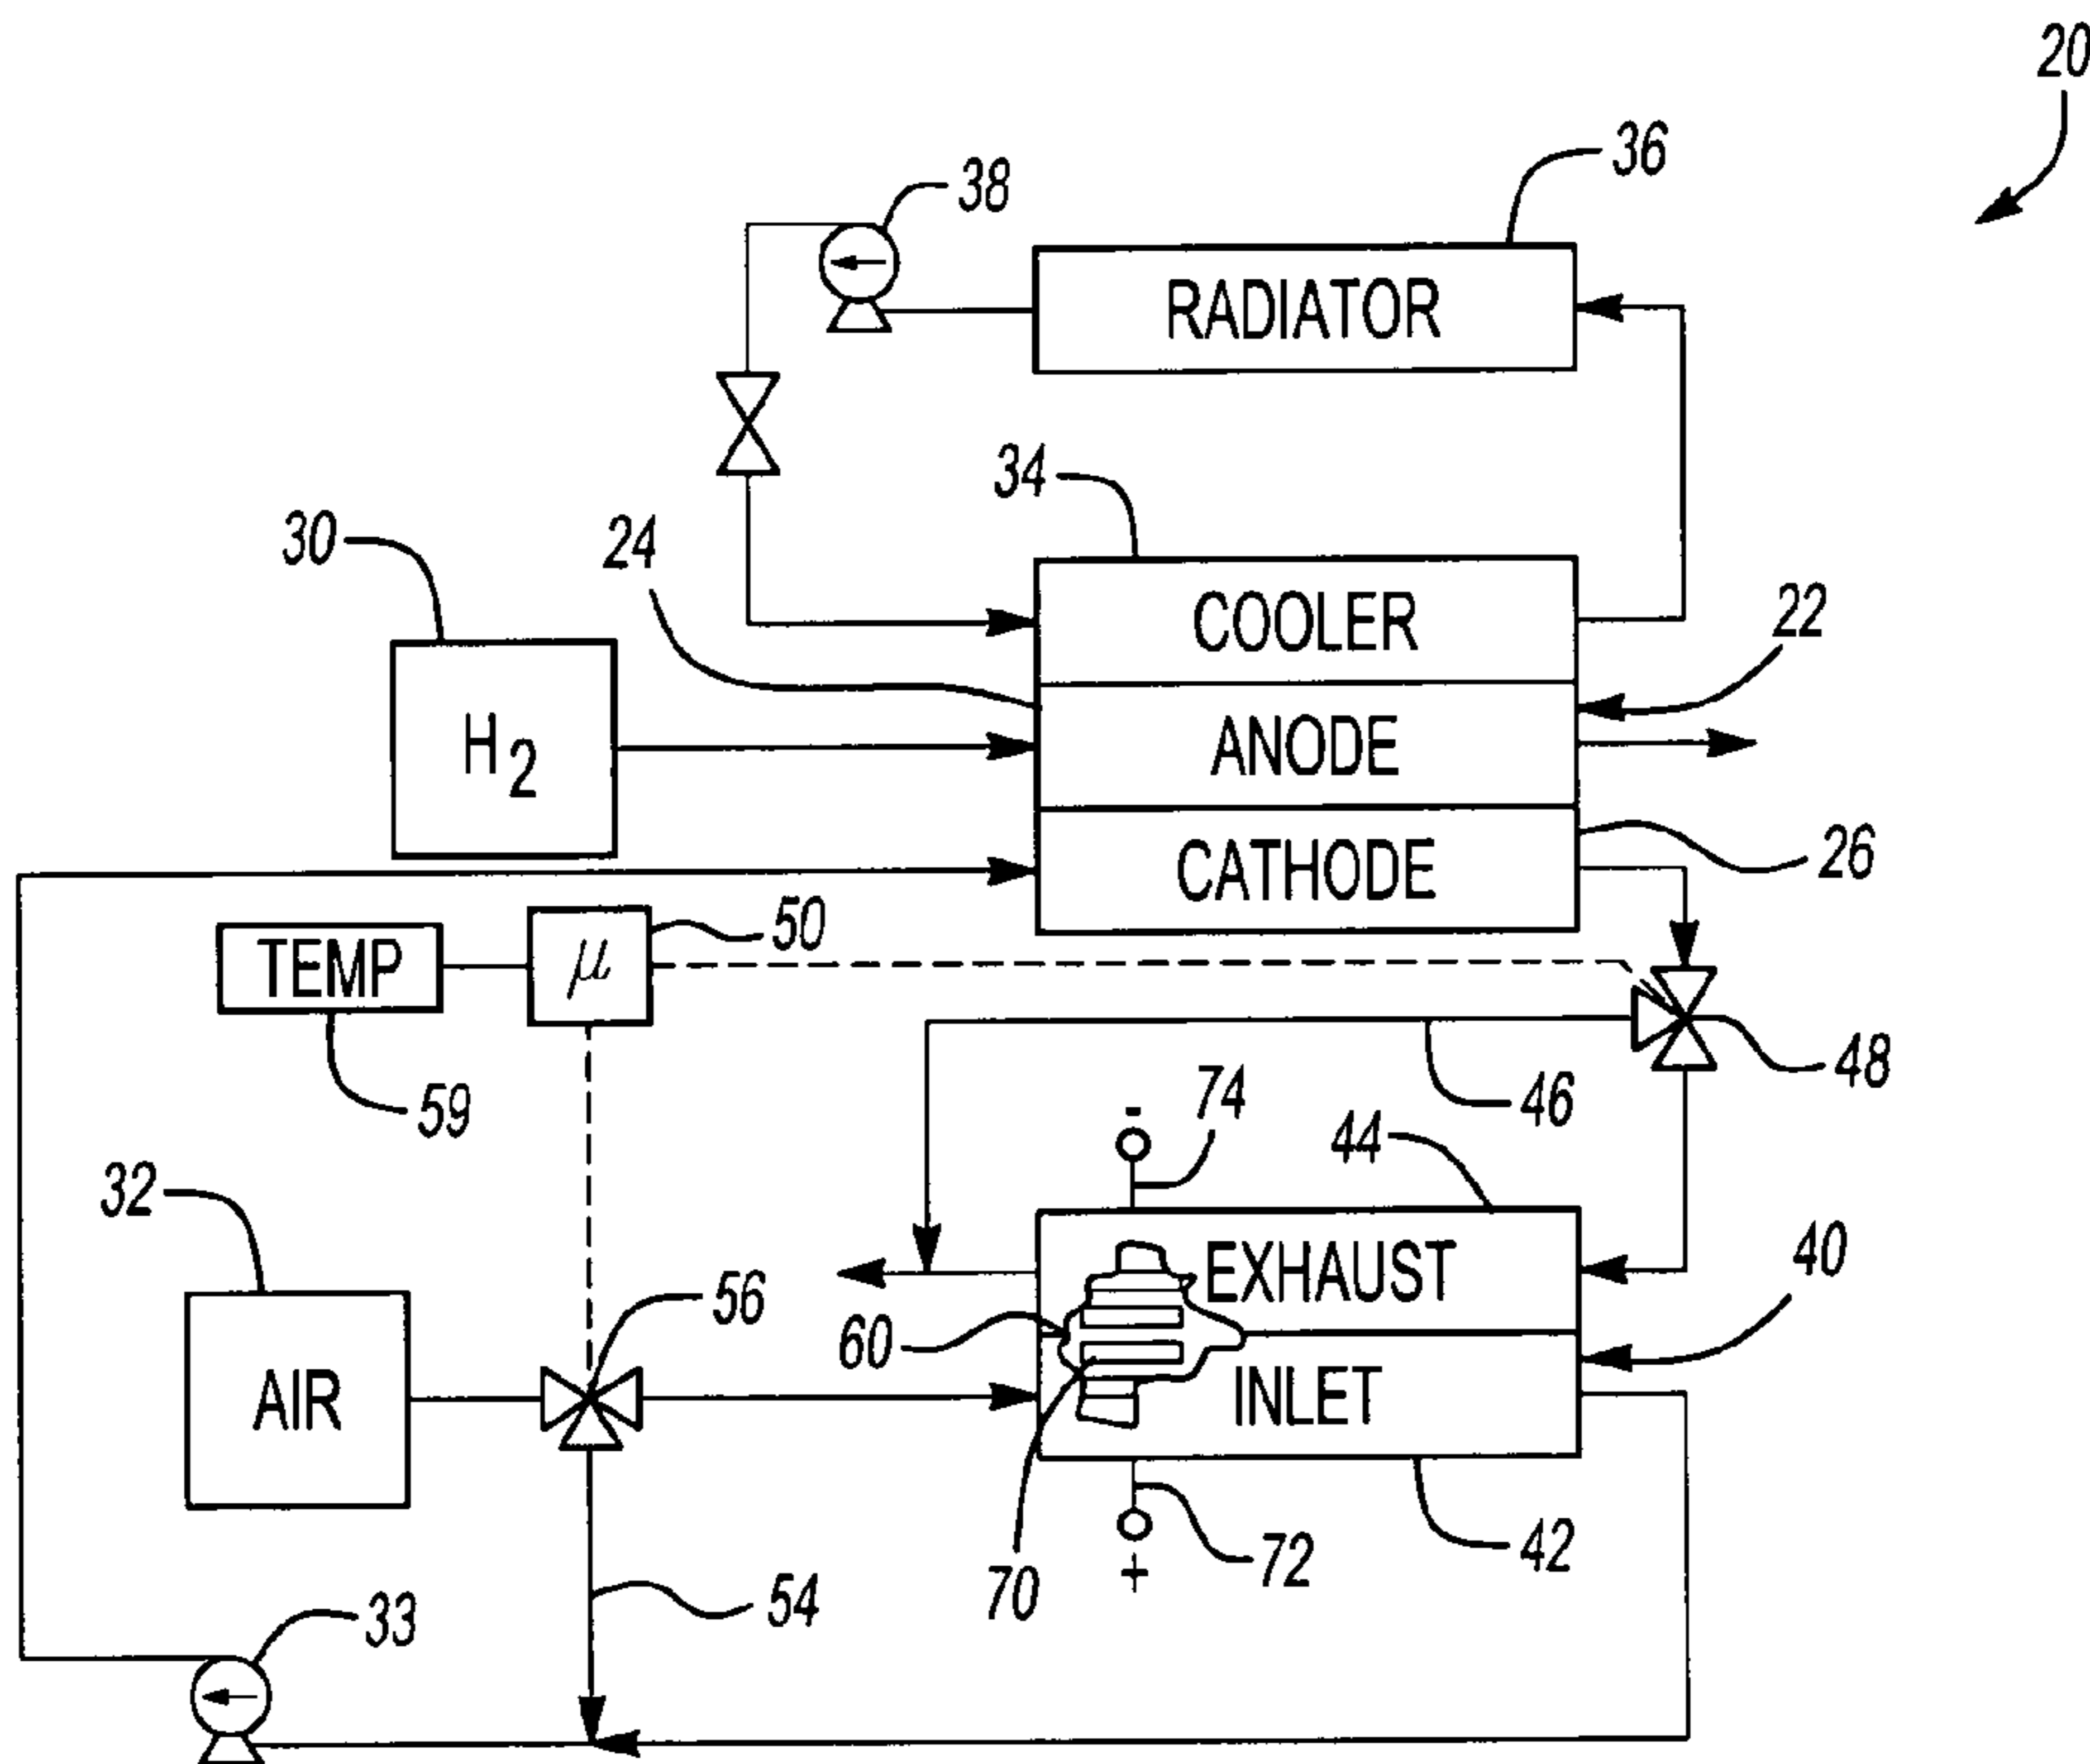 20
36
38
RADIATOR
34
30
24
COOLER
22
H2
ANODE
CATHODE
26
50
TEMP
μ
48
59
74
46
-
44
32
EXHAUST
40
56
60
AIR
INLET
70
+
72
42
54
33